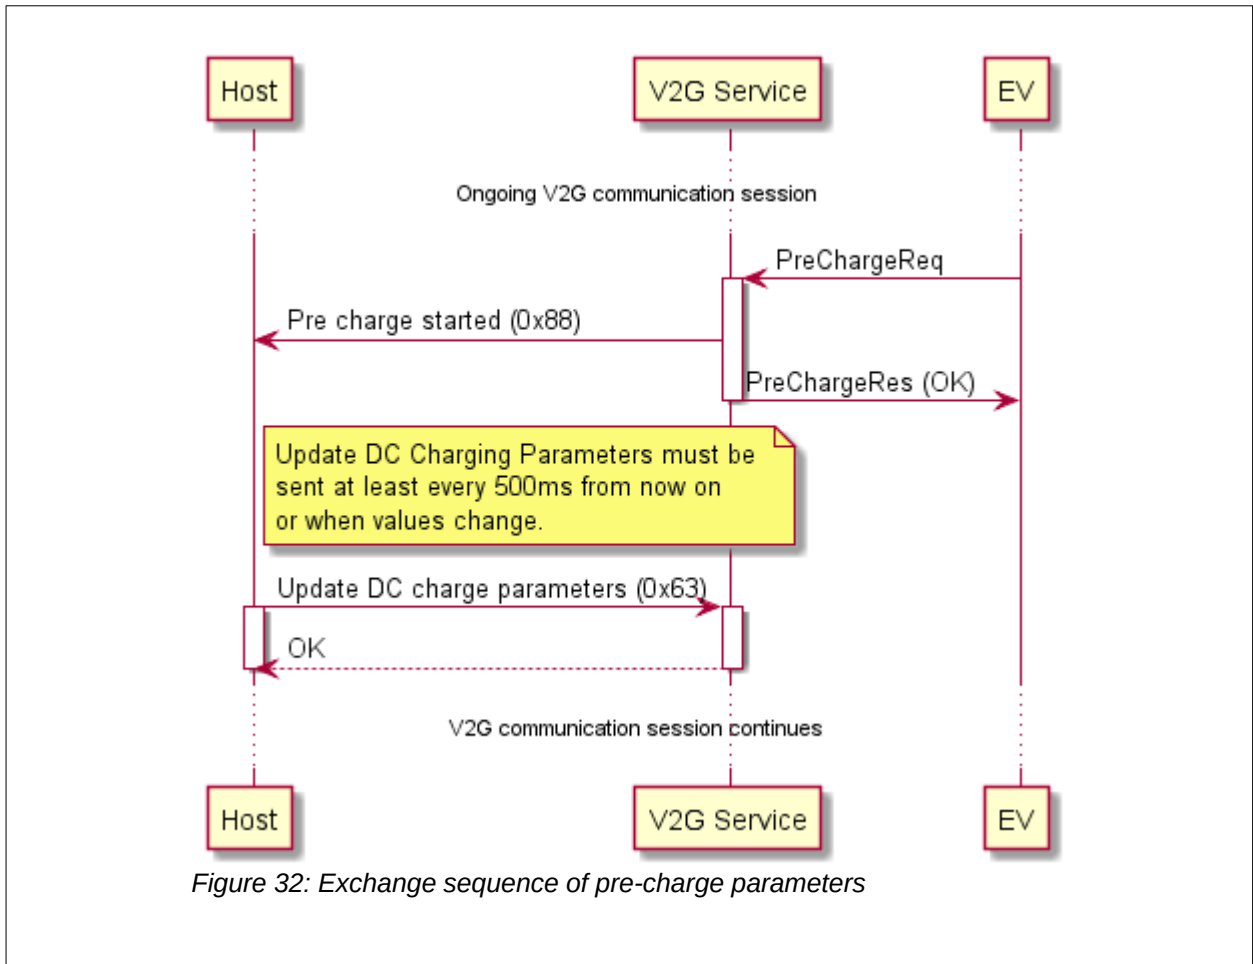 Host
V2G Service
EV
Ongoing V2G communication session
PreChargeReq
Pre charge started (0x88)
PreChargeRes (OK)
Update DC Charging Parameters must be
sent at least every 500ms from now on
or when values change.
Update DC charge parameters (0x63)
OK
V2G communication session continues
Host
V2G Service
EV
Figure 32: Exchange sequence of pre-charge parameters